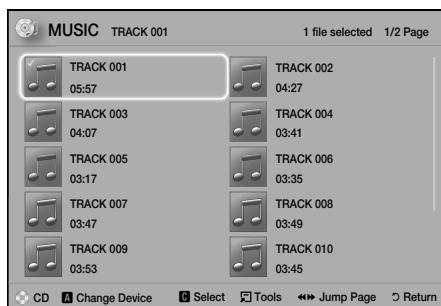 MUSIC TRACK 001 1 file selected 1/2 Page
TRACK 001 TRACK 002
05:57 04:27
TRACK 003 TRACK 004
04:07 03:41
TRACK 005 TRACK 006
03:17 03:35
TRACK 007 TRACK 008
03:47 03:49
TRACK 009 TRACK 010
03:53 03:45
CD A Change Device C Select Tools Jump Page Return